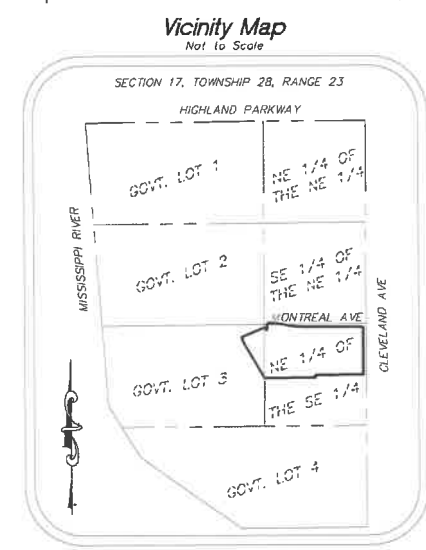 Vicinity Map
Not to Scale
SECTION 17, TOWNSHIP 28, RANGE 23
HIGHLAND PARKWAY
GOVT. LOT 1
NE 1/4 OF
THE NE 1/4
MISSISSIPPI RIVER
GOVT. LOT 2
SE 1/4 OF
THE NE 1/4
MONTREAL AVE
CLEVELAND AVE
GOVT. LOT 3
NE 1/4 OF
THE SE 1/4
GOVT. LOT 4